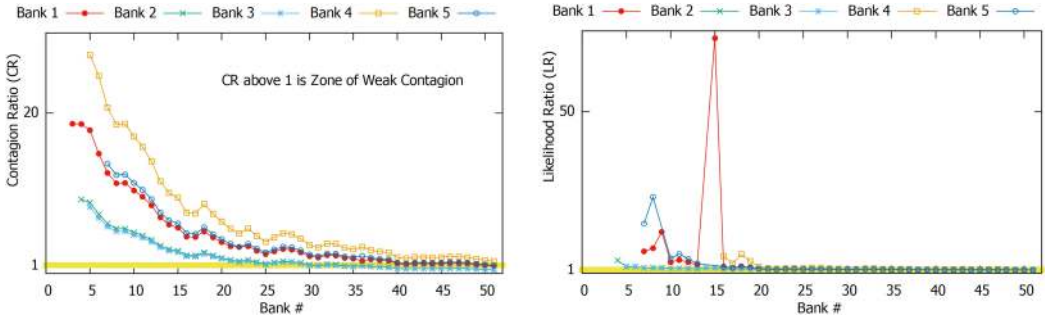 Bank 1 Bank 2 Bank 3 Bank 4 Bank 5
Contagion Ratio (CR)
CR above 1 is Zone of Weak Contagion
20
1
0 5 10 15 20 25 30 35 40 45 50
Bank #
Bank 1 Bank 2 Bank 3 Bank 4 Bank 5
Likelihood Ratio (LR)
50
1
0 5 10 15 20 25 30 35 40 45 50
Bank #